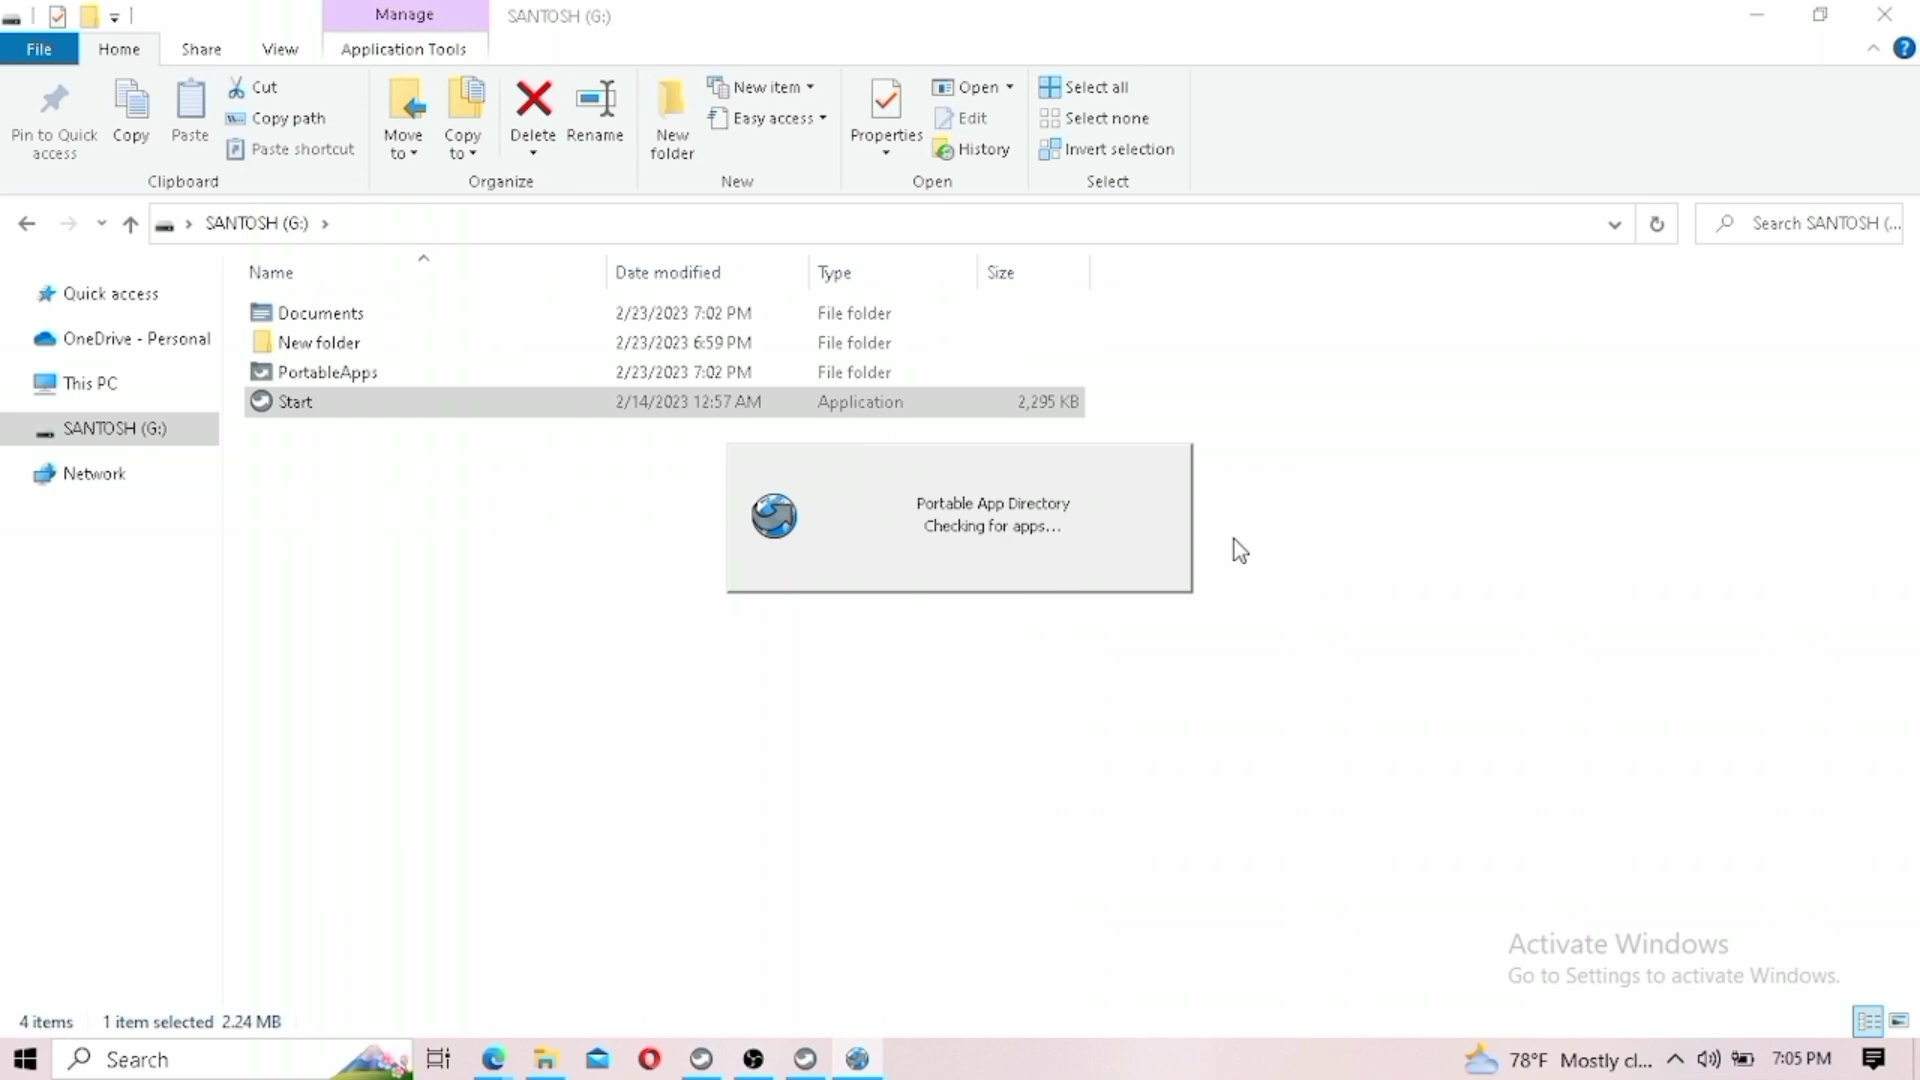 Manage
SANTOSH (G:)
File
Home
Share
View
Application Tools
Pin to Quick access
Copy
Paste
Cut
Copy path
Paste shortcut
Clipboard
Move to
Copy to
Delete
Rename
Organize
New folder
New item
Easy access
New
Properties
Open
Edit
History
Open
Select all
Select none
Invert selection
Select
SANTOSH (G:)
Search SANTOSH (...
Quick access
OneDrive - Personal
This PC
SANTOSH (G:)
Network
Name Date modified Type Size
Documents 2/23/2023 7:02 PM File folder
New folder 2/23/2023 6:59 PM File folder
PortableApps 2/23/2023 7:02 PM File folder
Start 2/14/2023 12:57 AM Application 2,295 KB
Portable App Directory
Checking for apps...
Activate Windows
Go to Settings to activate Windows.
4 items 1 item selected 2.24 MB
Search
78°F Mostly cl...
7:05 PM